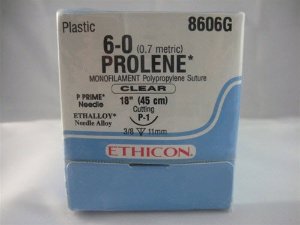 Plastic 8606G
6-0 (0.7 metric)
PROLENE*
MONOFILAMENT Polypropylene Suture
CLEAR
P PRIME* Needle
18" (45 cm)
Cutting
P-1
ETHALLOY* Needle Alloy
3/8 11mm
ETHICON